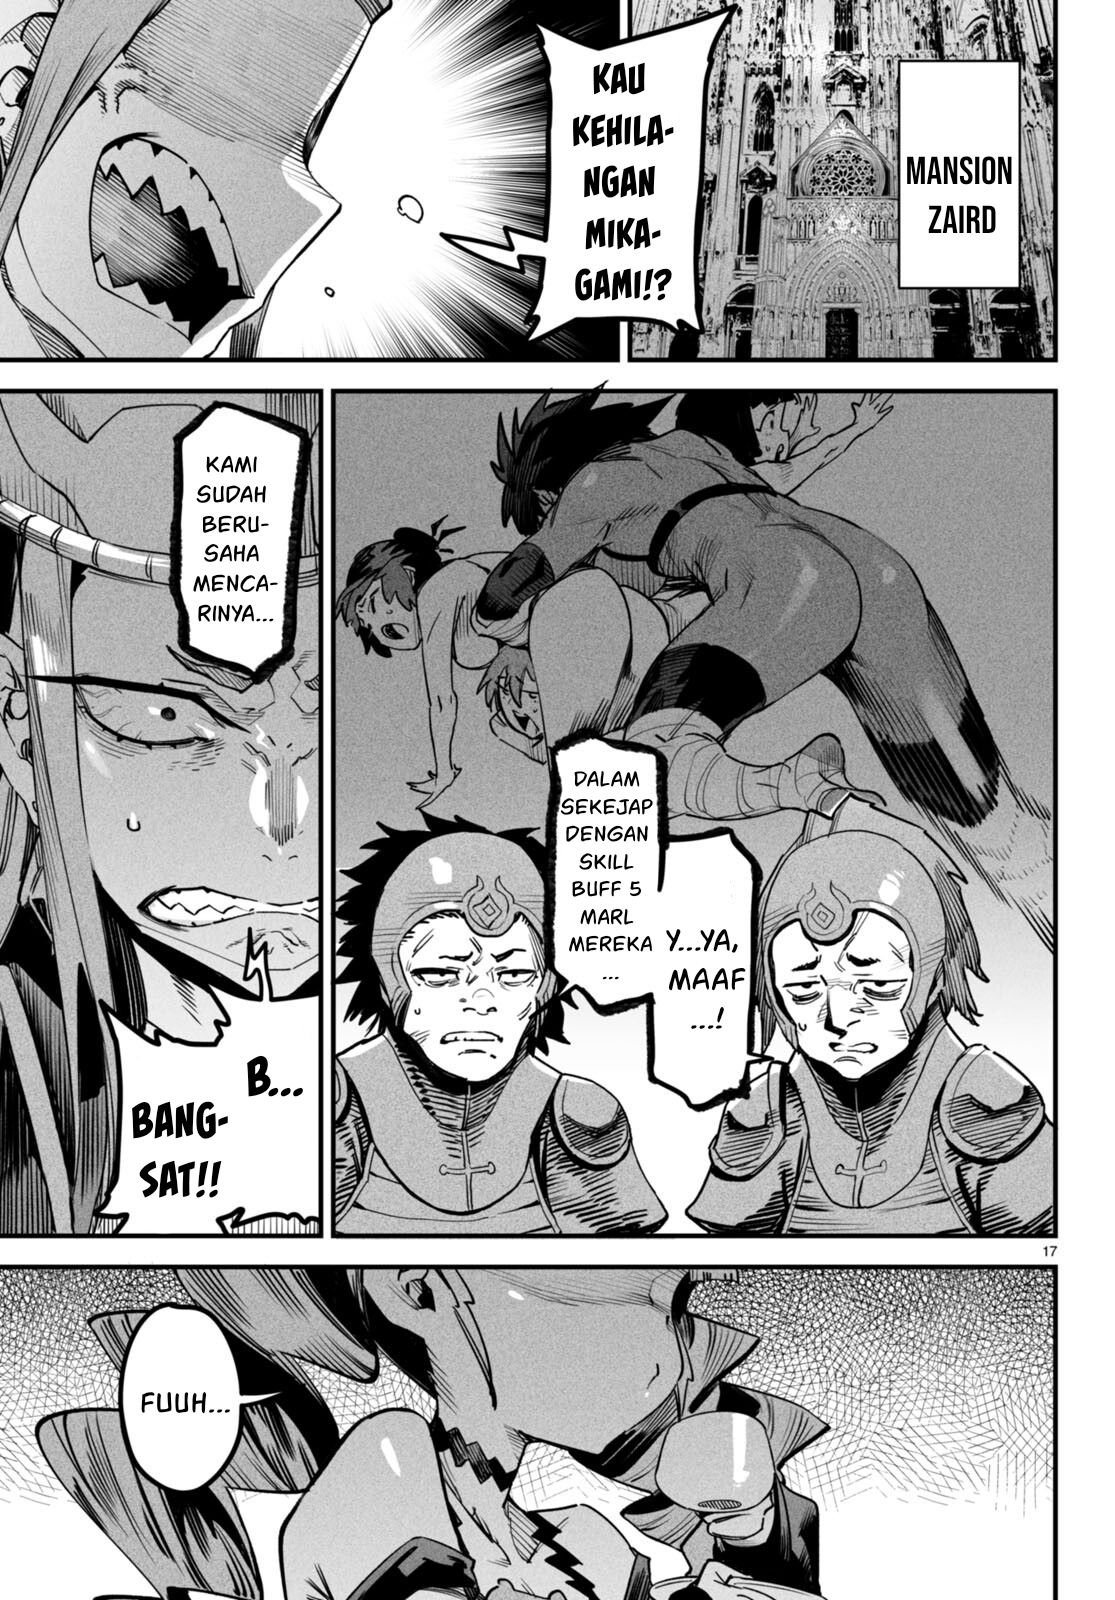 MANSION
ZAIRD
KAU
KEHILA-
NGAN
MIKA-
GAMI!?
Y...YA,
MAAF
...!
DALAM
SEKEJAP
DENGAN
SKILL
BUFF 5
MARL
MEREKA
...
KAMI
SUDAH
BERU-
SAHA
MENCA-
RINYA...
B...
BANG-
SAT!!
17
FUUH...